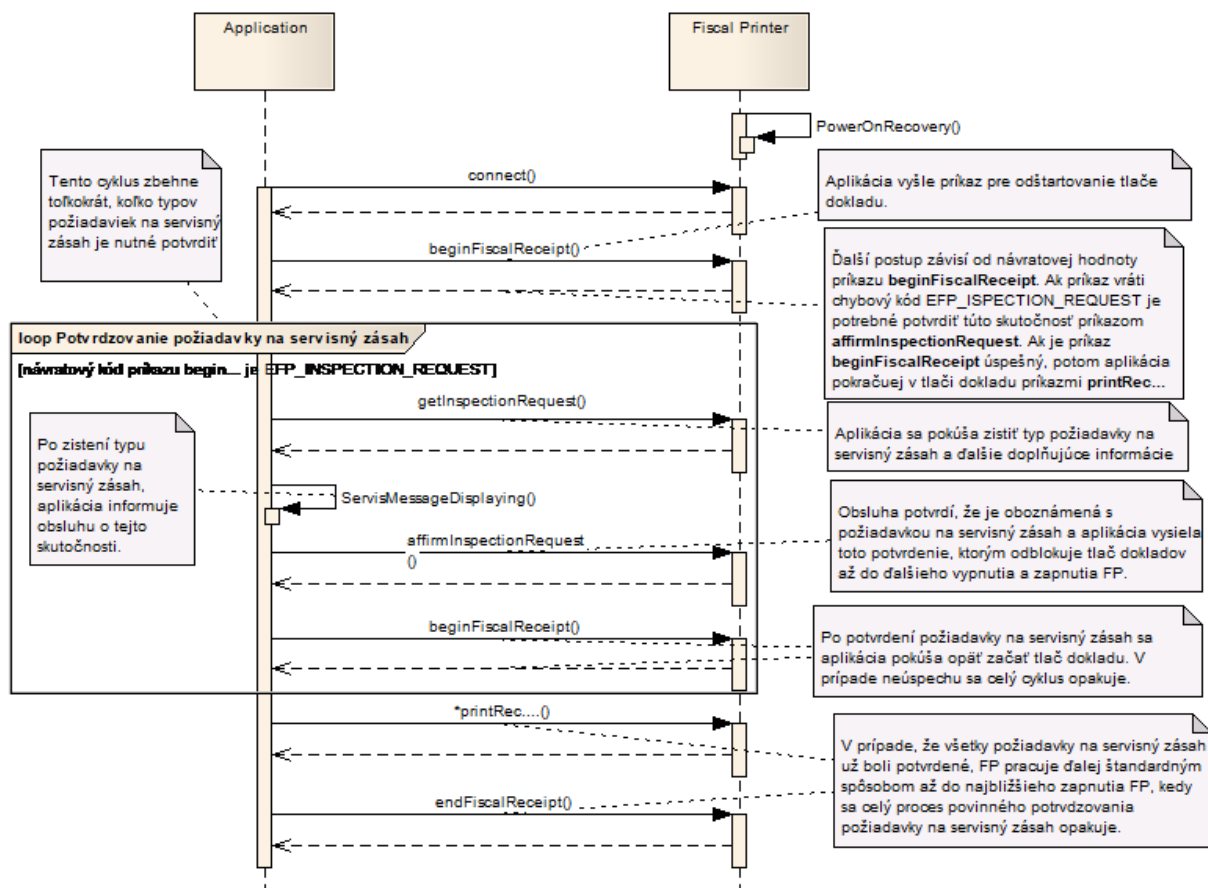 Application
Fiscal Printer
PowerOnRecovery()
Tento cyklus zbehne
toľkokrát, koľko typov
požiadaviek na servisný
zásah je nutné potvrdiť
connect()
Aplikácia vyšle príkaz pre odštartovanie tlače
dokladu.
beginFiscalReceipt()
Ďalší postup závisí od návratovej hodnoty
príkazu beginFiscalReceipt. Ak príkaz vráti
chybový kód EFP_ISPECTION_REQUEST je
potrebné potvrdiť túto skutočnosť príkazom
affirmInspectionRequest. Ak je príkaz
beginFiscalReceipt úspešný, potom aplikácia
pokračuej v tlači dokladu príkazmi printRec...
loop Potvrdzovanie požiadavky na servisný zásah
[návratový kód príkazu begin.... je EFP_INSPECTION_REQUEST]
getInspectionRequest()
Aplikácia sa pokúša zistiť typ požiadavky na
servisný zásah a ďalšie doplňujúce informácie
Po zistení typu
požiadavky na
servisný zásah,
aplikácia informuje
obsluhu o tejto
skutočnosti.
ServisMessageDisplaying()
Obsluha potvrdí, že je oboznámená s
požiadavkou na servisný zásah a aplikácia vysiela
toto potvrdenie, ktorým odblokuje tlač dokladov
až do ďalšieho vypnutia a zapnutia FP.
affirmInspectionRequest
()
beginFiscalReceipt()
Po potvrdení požiadavky na servisný zásah sa
aplikácia pokúša opäť začať tlač dokladu. V
prípade neúspechu sa celý cyklus opakuje.
*printRec....()
V prípade, že všetky požiadavky na servisný zásah
už boli potvrdené, FP pracuje ďalej štandardným
spôsobom až do najbližšieho zapnutia FP, kedy
sa celý proces povinného potvrdzovania
požiadavky na servisný zásah opakuje.
endFiscalReceipt()